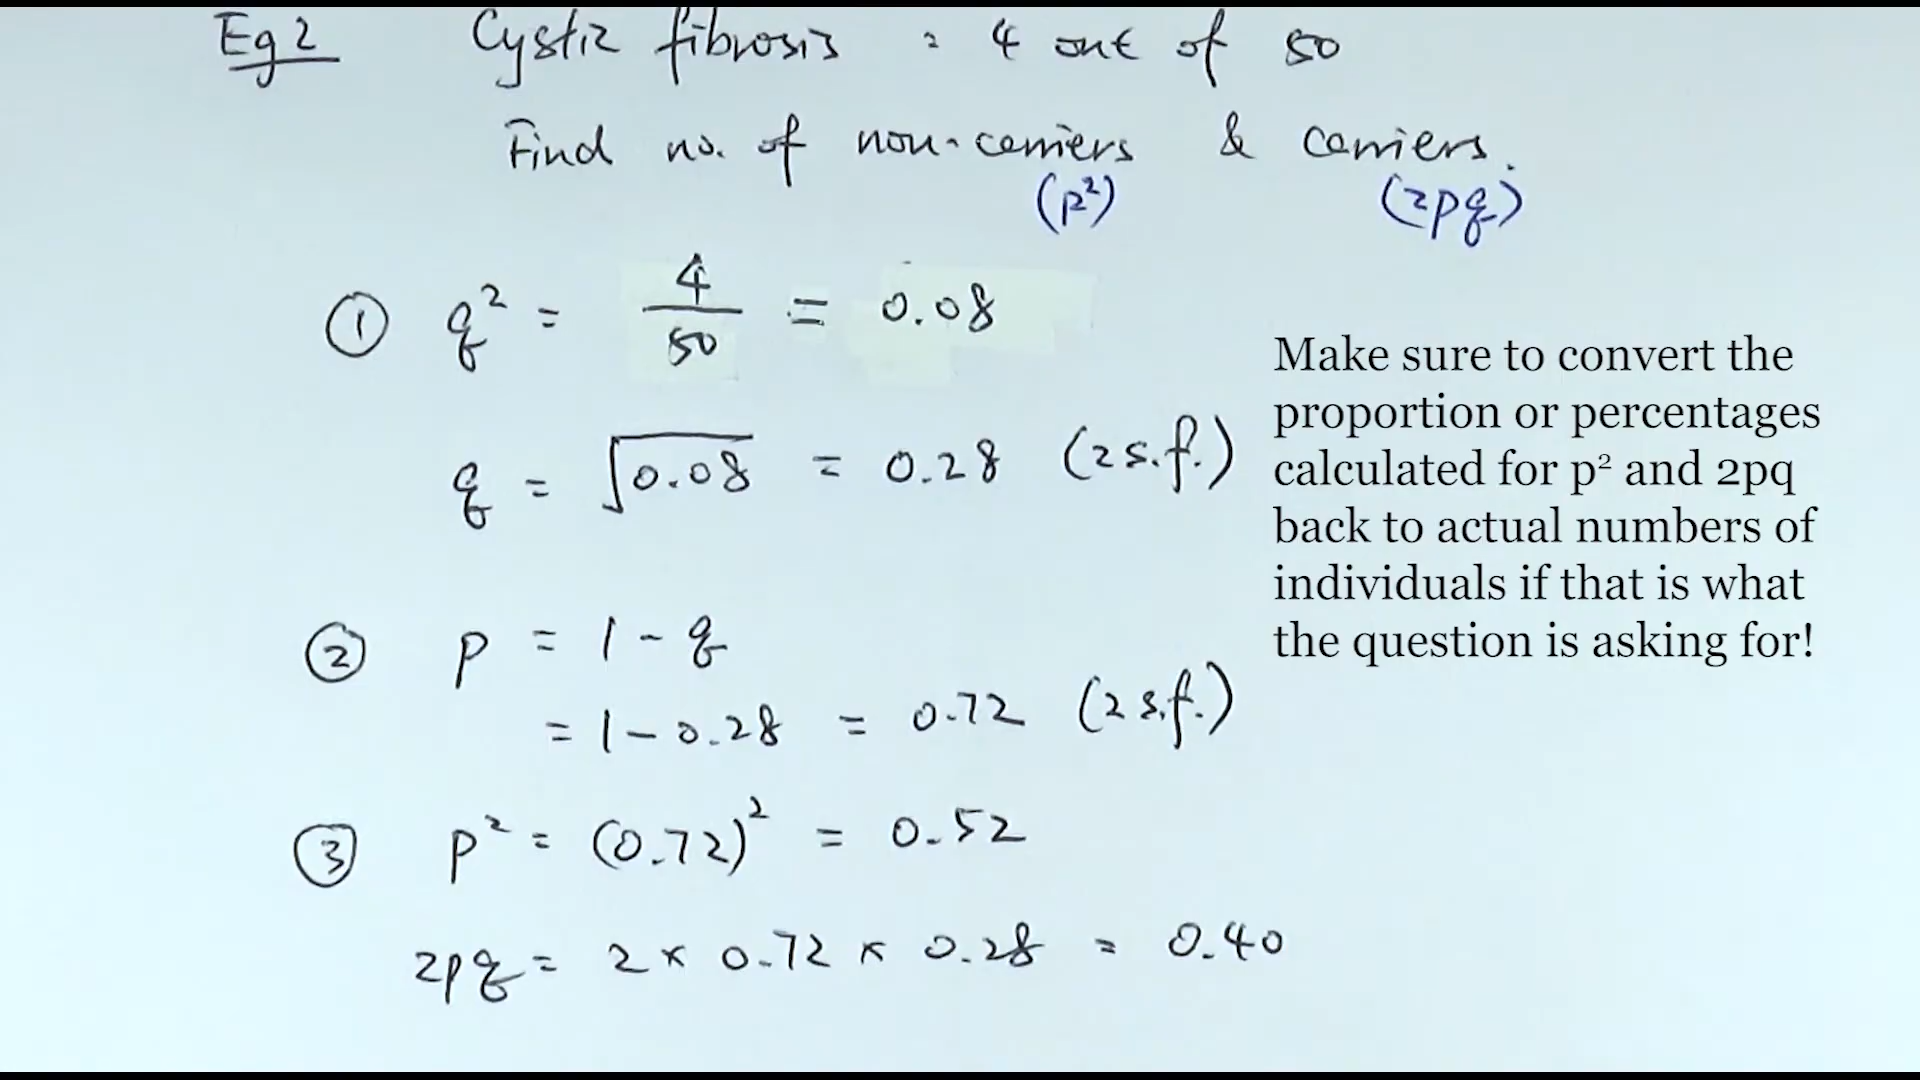 Eg 2 Cystic fibrosis = 4 out of 50
Find no. of non-carriers & carriers.
(p²) (2pq)
① q² = 4/50 = 0.08
q = √0.08 = 0.28 (2 s.f.)
② p = 1 - q
= 1 - 0.28 = 0.72 (2 s.f.)
③ p² = (0.72)² = 0.52
2pq = 2 × 0.72 × 0.28 = 0.40
Make sure to convert the
proportion or percentages
calculated for p² and 2pq
back to actual numbers of
individuals if that is what
the question is asking for!